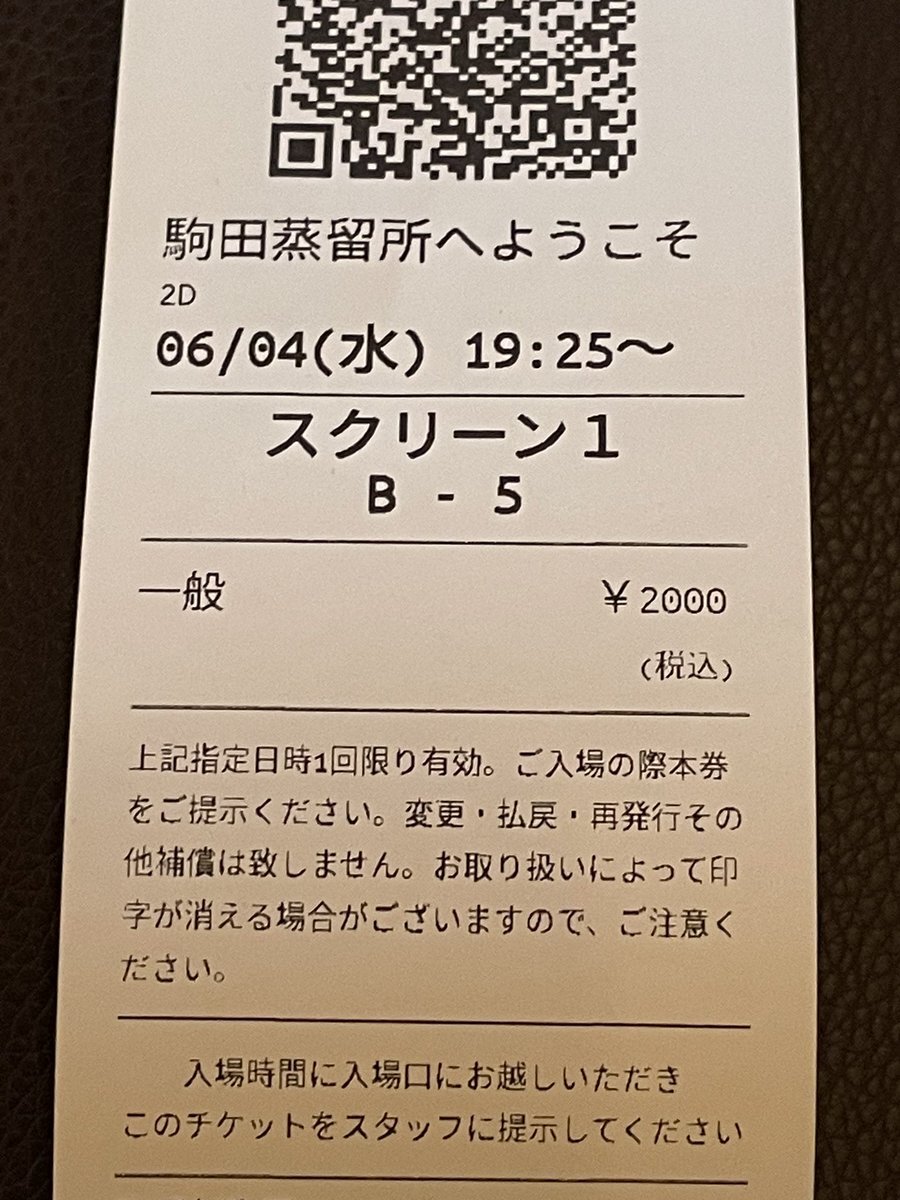 駒田蒸留所へようこそ
2D
06/04(水) 19:25〜
スクリーン1
B - 5
一般 ¥2000
(税込)
上記指定日時1回限り有効。ご入場の際本券
をご提示ください。変更・払戻・再発行その
他補償は致しません。お取り扱いによって印
字が消える場合がございますので、ご注意く
ださい。
入場時間に入場口にお越しいただき
このチケットをスタッフに提示してください